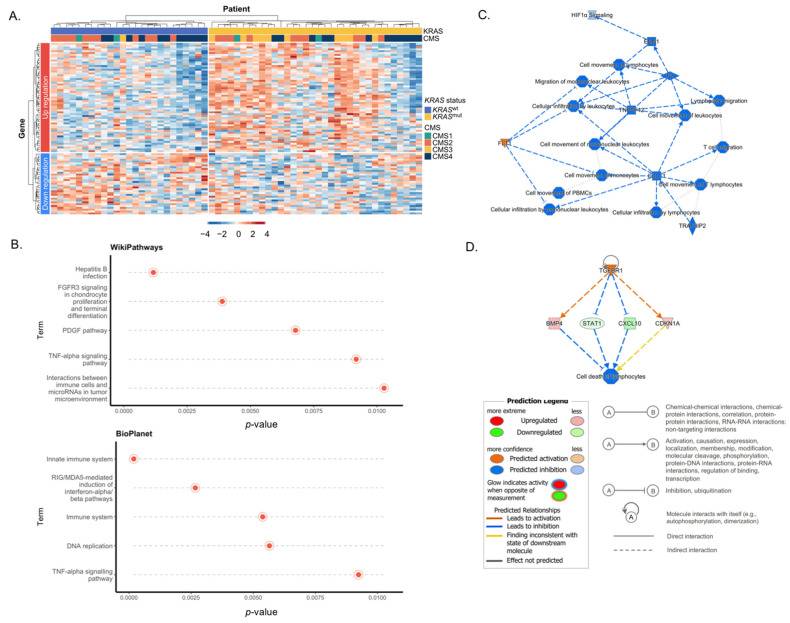 A.
Patient
KRAS
CMS
Gene
Up regulation
Down regulation
KRAS status
KRASwt
KRASmut
CMS
CMS1
CMS2
CMS3
CMS4
−4 −2 0 2 4
B.
WikiPathways
Term
Hepatitis B
infection
FGFR3 signaling
in chondrocyte
proliferation and
terminal differentiation
PDGF pathway
TNF-alpha signaling
pathway
Interactions between
immune cells and
microRNAs in tumor
microenvironment
0.0000 0.0025 0.0050 0.0075 0.0100
p-value
BioPlanet
Term
Innate immune system
RIG/MDA5-mediated
induction of
interferon-alpha/
beta pathways
Immune system
DNA replication
TNF-alpha signalling
pathway
0.0000 0.0025 0.0050 0.0075 0.0100
p-value
C.
HIF1α Signaling
Cell movement of lymphocytes
Migration of mononuclear leukocytes
Cellular infiltration by leukocytes
Lymphocyte migration
Cell movement of leukocytes
Cell movement of mononuclear leukocytes
T cell migration
Cell movement of monocytes
Cell movement of T lymphocytes
Cell movement of PBMCs
Cellular infiltration by mononuclear leukocytes
Cellular infiltration by lymphocytes
D.
TGFBR1
BMP4
STAT1
CXCL10
CDKN1A
Cell death of lymphocytes
Prediction Legend
more extreme less
Upregulated
Downregulated
more confidence less
Predicted activation
Predicted inhibition
Glow indicates activity
when opposite of
measurement
Predicted Relationships
Leads to activation
Leads to inhibition
Finding inconsistent with
state of downstream
molecule
Effect not predicted
A B
Chemical-chemical interactions, chemical-
protein interactions, correlation, protein-
protein interactions, RNA-RNA interactions:
non-targeting interactions
A B
Activation, causation, expression,
localization, membership, modification,
molecular cleavage, phosphorylation,
protein-DNA interactions, protein-RNA
interactions, regulation of binding,
transcription
A B
Inhibition, ubiquitination
A
Molecule interacts with itself (e.g.,
autophosphorylation, dimerization)
Direct interaction
Indirect interaction